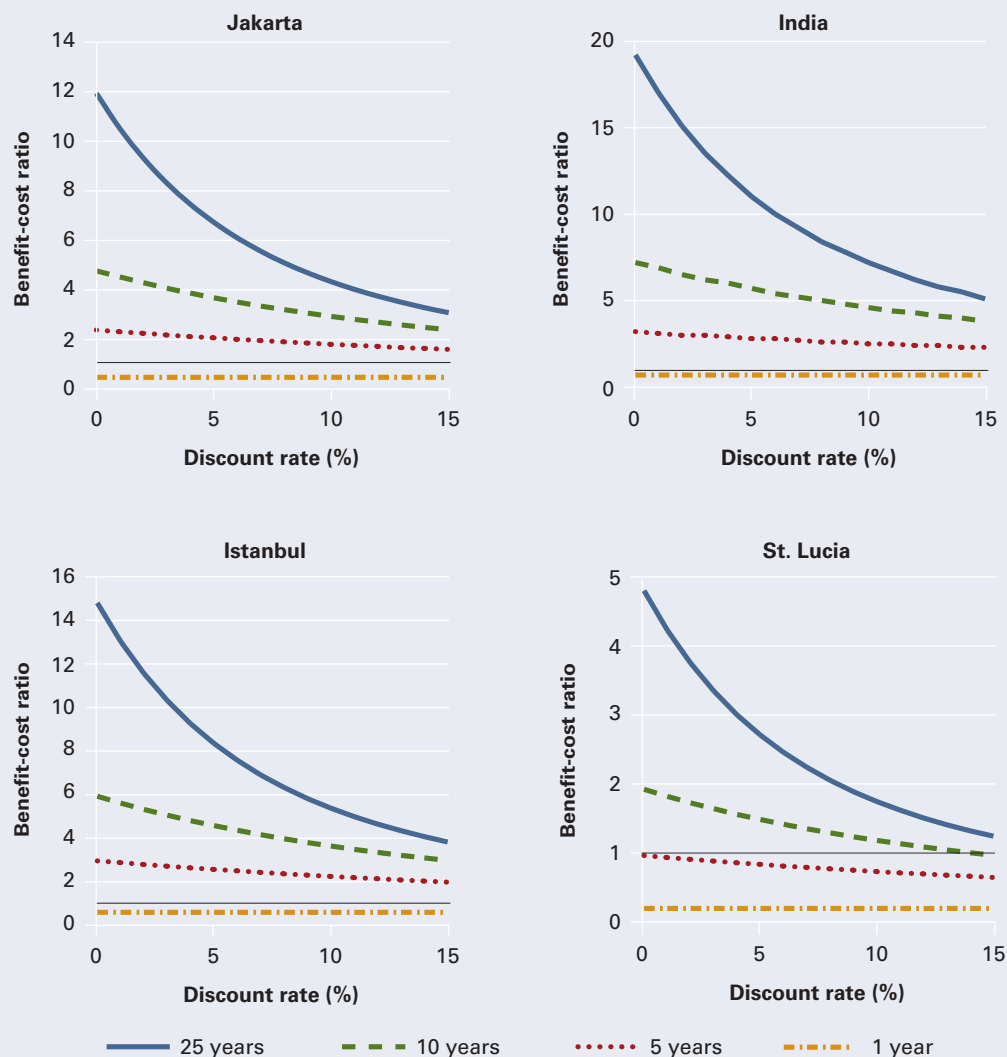 Jakarta
14
12
10
8
6
4
2
0
Benefit-cost ratio
0 5 10 15
Discount rate (%)
India
20
15
10
5
0
Benefit-cost ratio
0 5 10 15
Discount rate (%)
Istanbul
16
14
12
10
8
6
4
2
0
Benefit-cost ratio
0 5 10 15
Discount rate (%)
St. Lucia
5
4
3
2
1
0
Benefit-cost ratio
0 5 10 15
Discount rate (%)
25 years 10 years 5 years 1 year